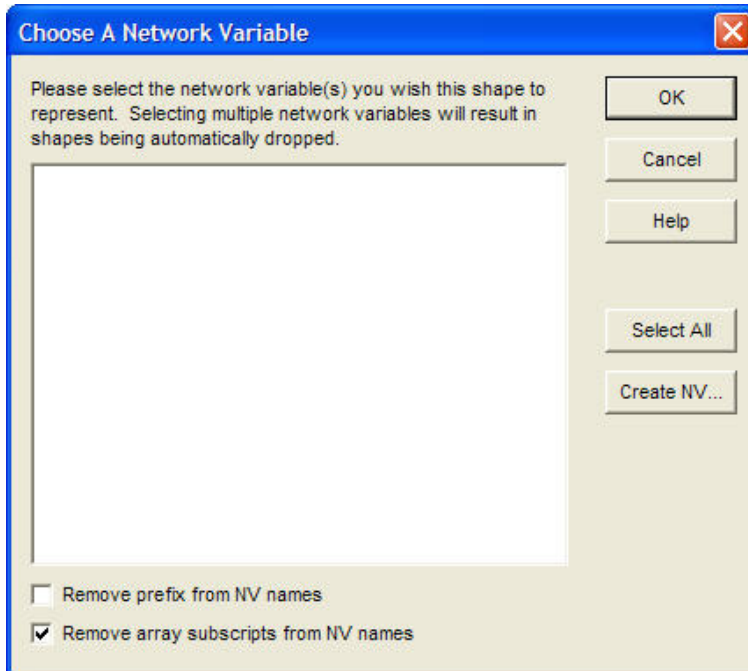 Choose A Network Variable
Please select the network variable(s) you wish this shape to
represent.  Selecting multiple network variables will result in
shapes being automatically dropped.
OK
Cancel
Help
Select All
Create NV...
Remove prefix from NV names
Remove array subscripts from NV names